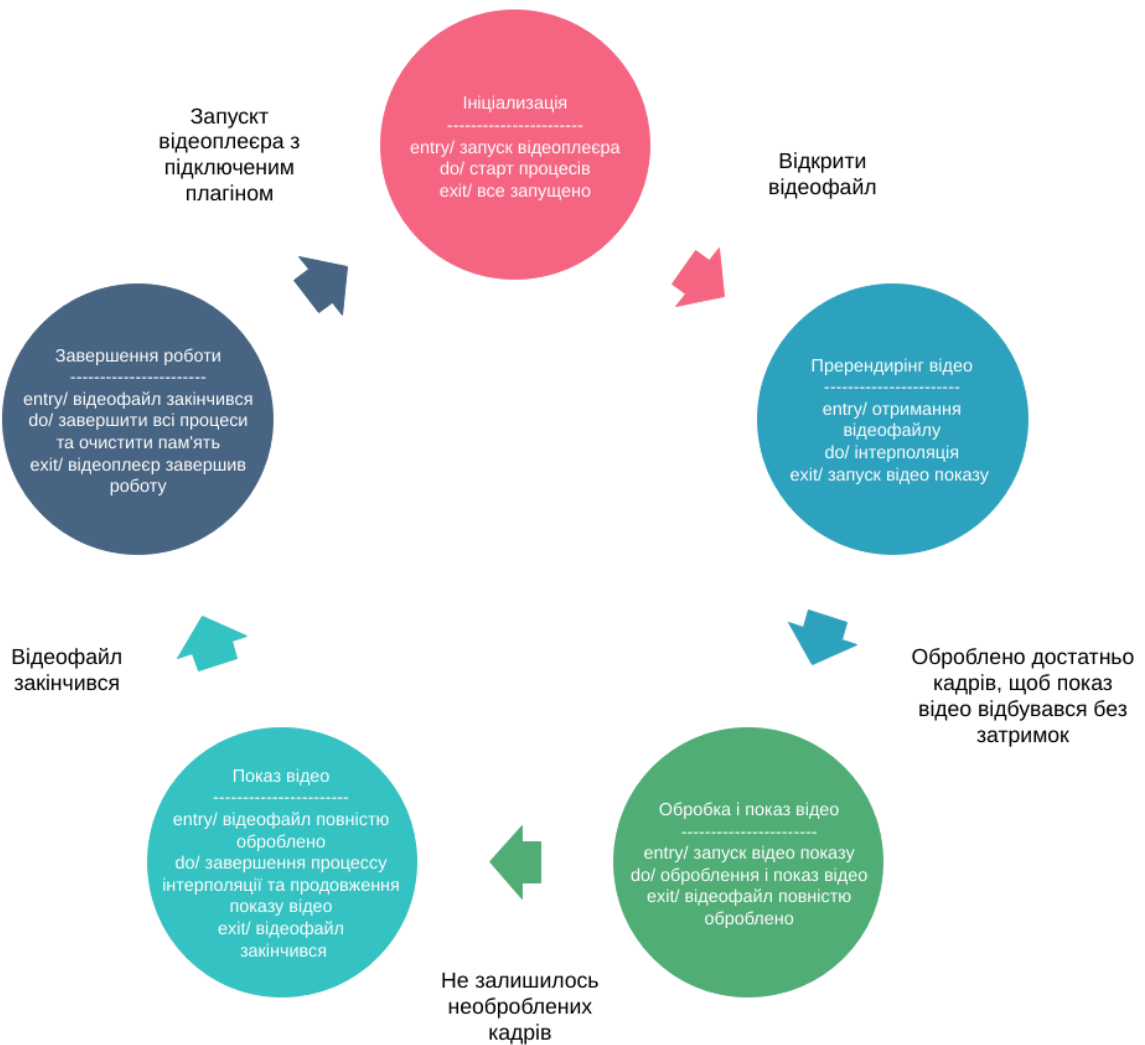 Запускт
відеоплеєра з
підключеним
плагіном
Ініціализація
-----------------------
entry/ запуск відеоплеєра
do/ старт процесів
exit/ все запущено
Відкрити
відеофайл
Пререндирінг відео
-----------------------
entry/ отримання
відеофайлу
do/ інтерполяція
exit/ запуск відео показу
Оброблено достатньо
кадрів, щоб показ
відео відбувався без
затримок
Обробка і показ відео
-----------------------
entry/ запуск відео показу
do/ оброблення і показ відео
exit/ відеофайл повністю
оброблено
Не залишилось
необроблених
кадрів
Показ відео
-----------------------
entry/ відеофайл повністю
оброблено
do/ завершення процессу
інтерполяції та продовження
показу відео
exit/ відеофайл
закінчився
Відеофайл
закінчився
Завершення роботи
-----------------------
entry/ відеофайл закінчився
do/ завершити всі процеси
та очистити пам'ять
exit/ відеоплеєр завершив
роботу